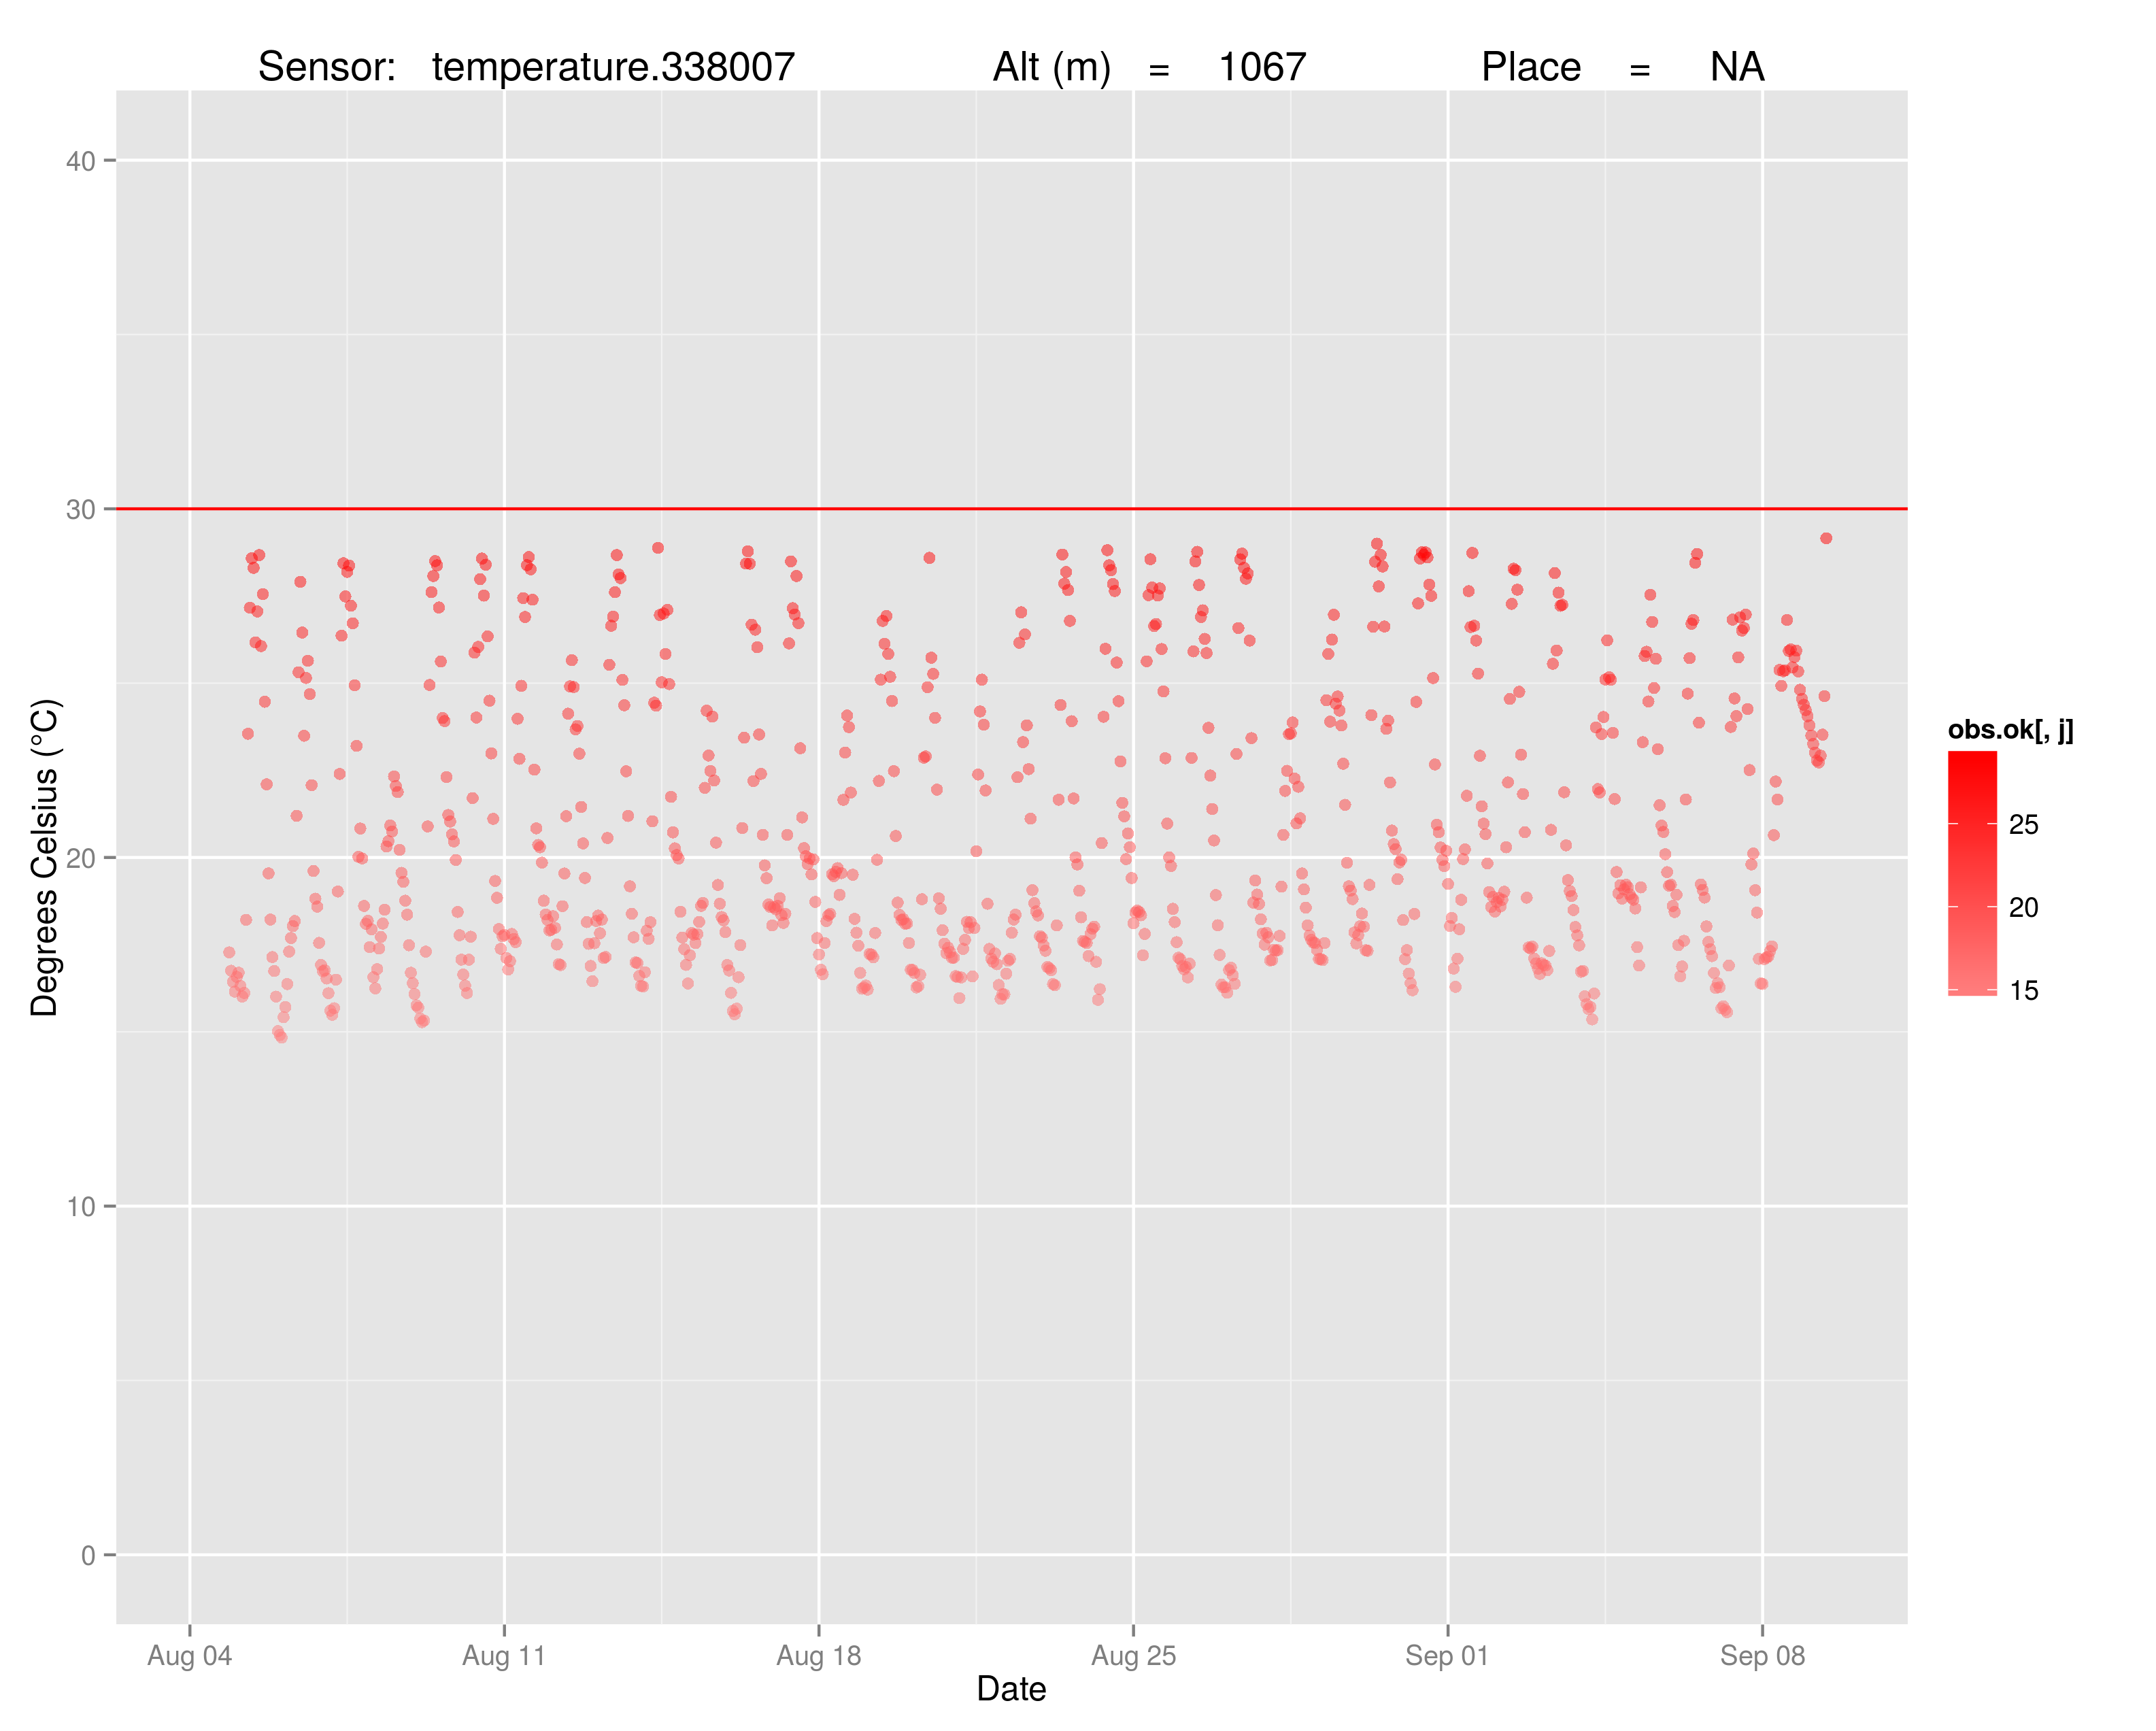 Sensor: temperature.338007 Alt (m) = 1067 Place = NA
40
30
20
10
0
Degrees Celsius (°C)
Aug 04 Aug 11 Aug 18 Aug 25 Sep 01 Sep 08
Date
obs.ok[, j]
25
20
15